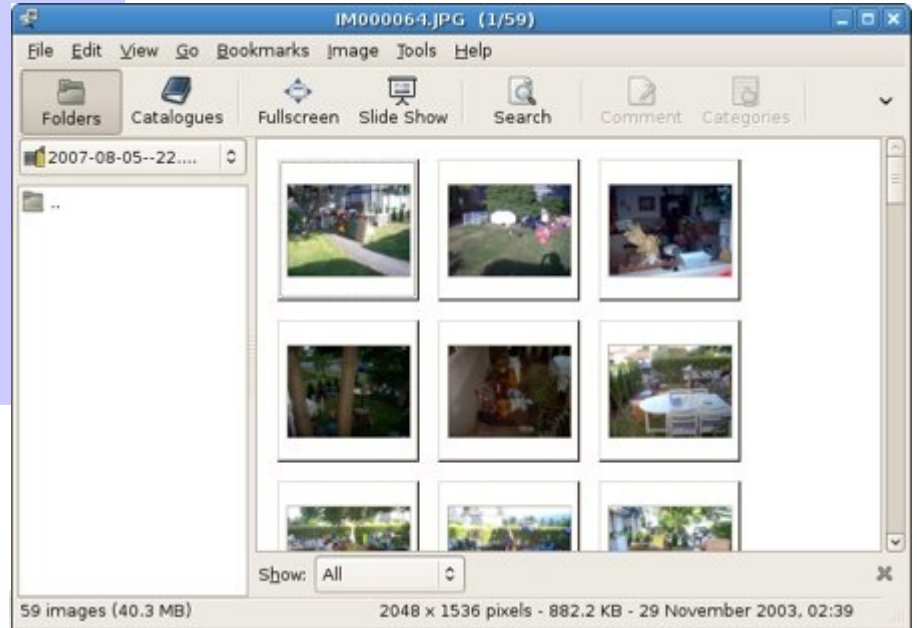 IM000064.JPG (1/59)
File Edit View Go Bookmarks Image Tools Help
Folders Catalogues Fullscreen Slide Show Search Comment Categories
2007-08-05--22....
..
Show: All
59 images (40.3 MB) 2048 x 1536 pixels - 882.2 KB - 29 November 2003, 02:39